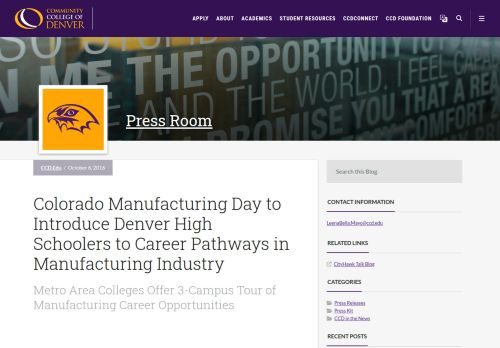 COMMUNITY
COLLEGE OF
DENVER
APPLY ABOUT ACADEMICS STUDENT RESOURCES CCDCONNECT CCD FOUNDATION
IN ME THE OPPORTUNITY
AND THE WORLD. I FEEL CAP
PROMISE YOU THAT A
Press Room
CCD.Edu / October 6, 2016
Colorado Manufacturing Day to
Introduce Denver High
Schoolers to Career Pathways in
Manufacturing Industry
Metro Area Colleges Offer 3-Campus Tour of
Manufacturing Career Opportunities
Search this Blog
CONTACT INFORMATION
LeenaBella.Mayo@ccd.edu
RELATED LINKS
CityHawk Talk Blog
CATEGORIES
Press Releases
Press Kit
CCD in the News
RECENT POSTS